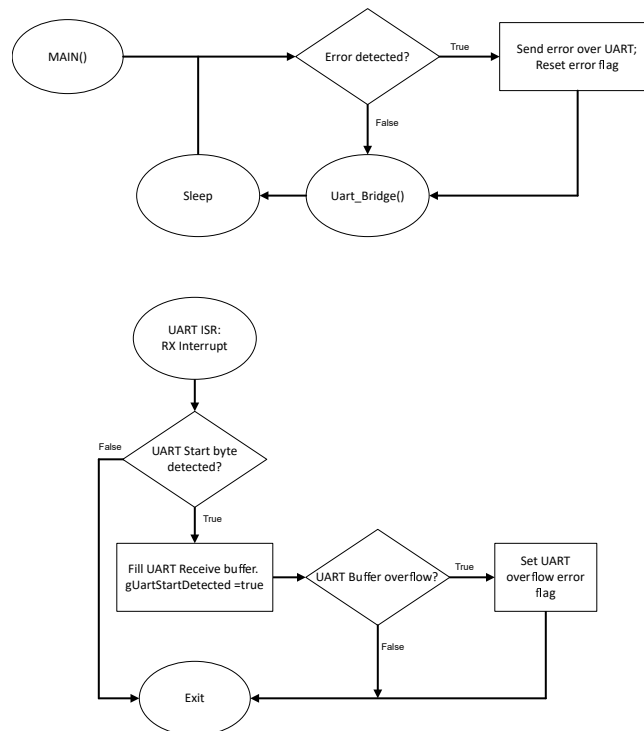 MAIN()
Error detected?
True
Send error over UART;
Reset error flag
False
Sleep
Uart_Bridge()
UART ISR:
RX Interrupt
False
UART Start byte
detected?
True
Fill UART Receive buffer.
gUartStartDetected =true
UART Buffer overflow?
True
Set UART
overflow error
flag
False
Exit